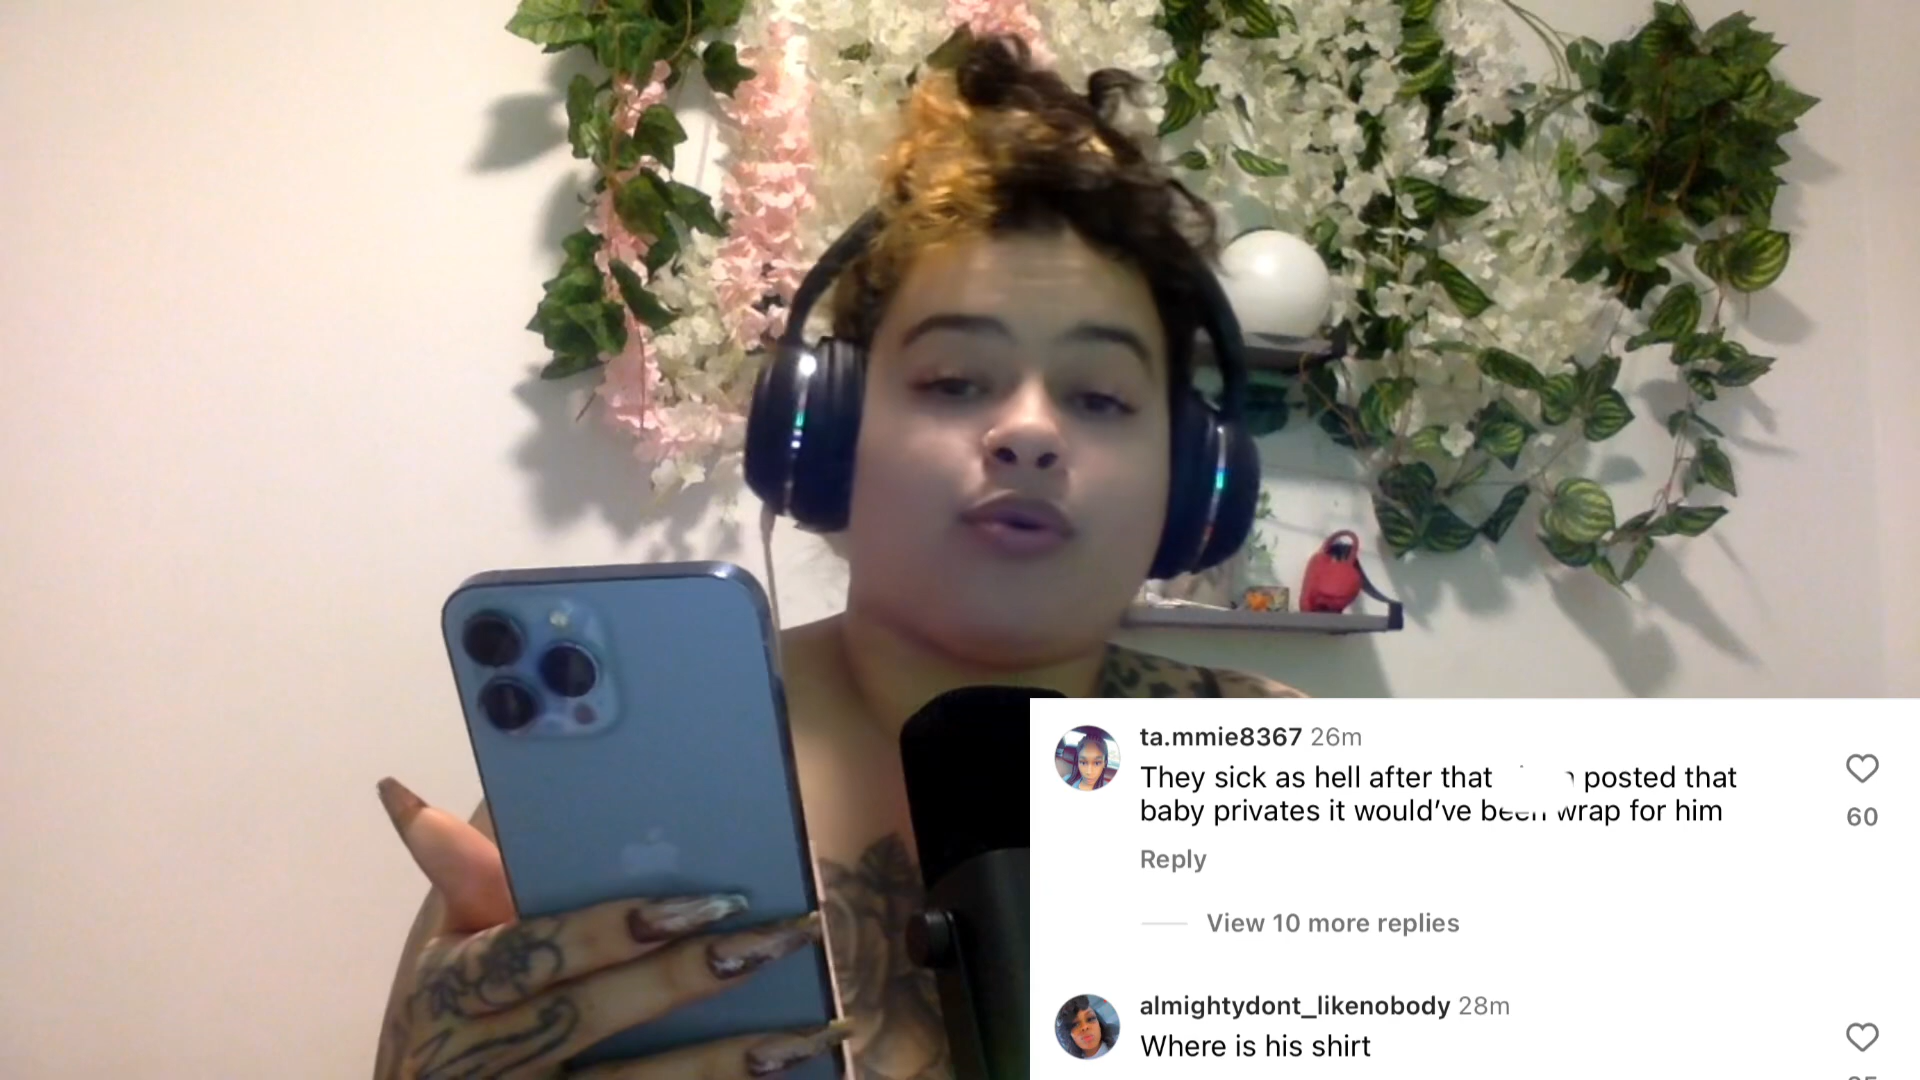 ta.mmie8367 26m
They sick as hell after that posted that
baby privates it would’ve been wrap for him
60
Reply
View 10 more replies
almightydont_likenobody 28m
Where is his shirt